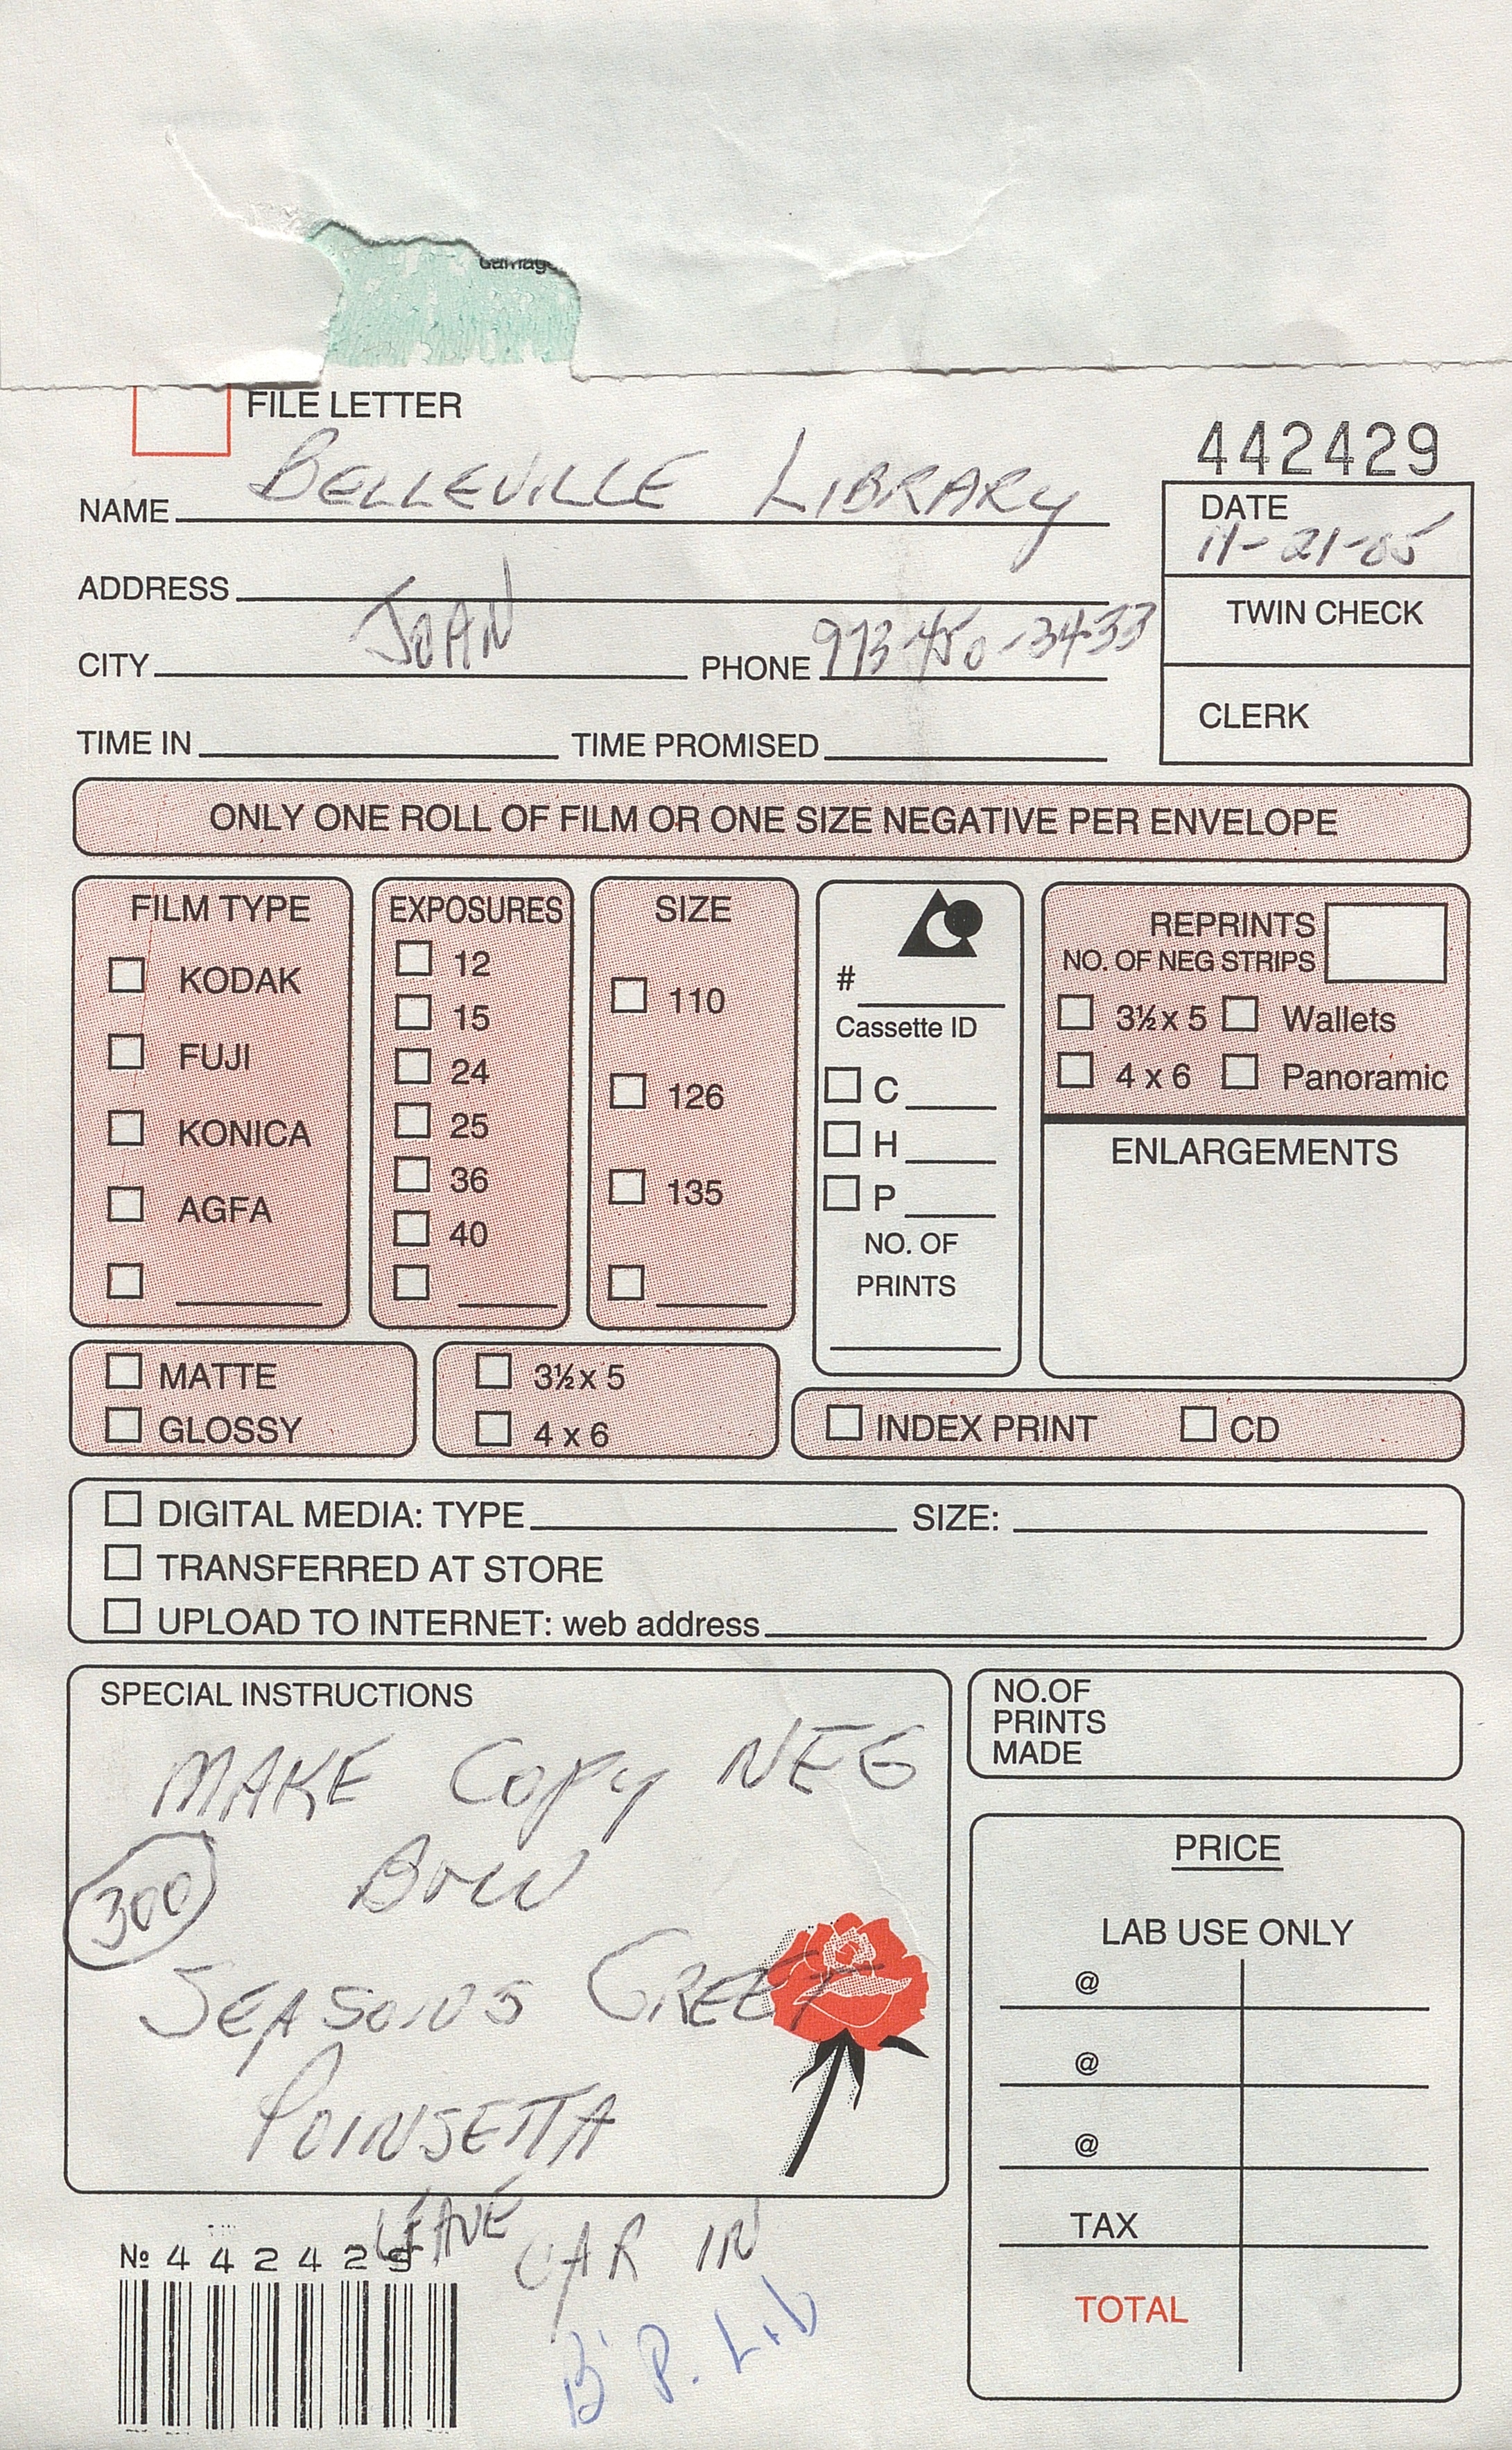 FILE LETTER
442429
NAME BELLEVILLE LIBRARY
DATE
11-21-05
ADDRESS
TWIN CHECK
CITY JOAN PHONE 973-450-3433
CLERK
TIME IN TIME PROMISED
ONLY ONE ROLL OF FILM OR ONE SIZE NEGATIVE PER ENVELOPE
FILM TYPE
KODAK
FUJI
KONICA
AGFA
EXPOSURES
12
15
24
25
36
40
SIZE
110
126
135
#
Cassette ID
C
H
P
NO. OF
PRINTS
REPRINTS
NO. OF NEG STRIPS
3½ x 5 Wallets
4 x 6 Panoramic
ENLARGEMENTS
MATTE
GLOSSY
3½ x 5
4 x 6
INDEX PRINT CD
DIGITAL MEDIA: TYPE SIZE:
TRANSFERRED AT STORE
UPLOAD TO INTERNET: web address
SPECIAL INSTRUCTIONS
MAKE COPY NEG
300
SEASONS GREET
POINSETTA
LEAVE CAR IN
B P. Lab
NO.OF
PRINTS
MADE
PRICE
LAB USE ONLY
@
@
@
TAX
TOTAL
№ 442429